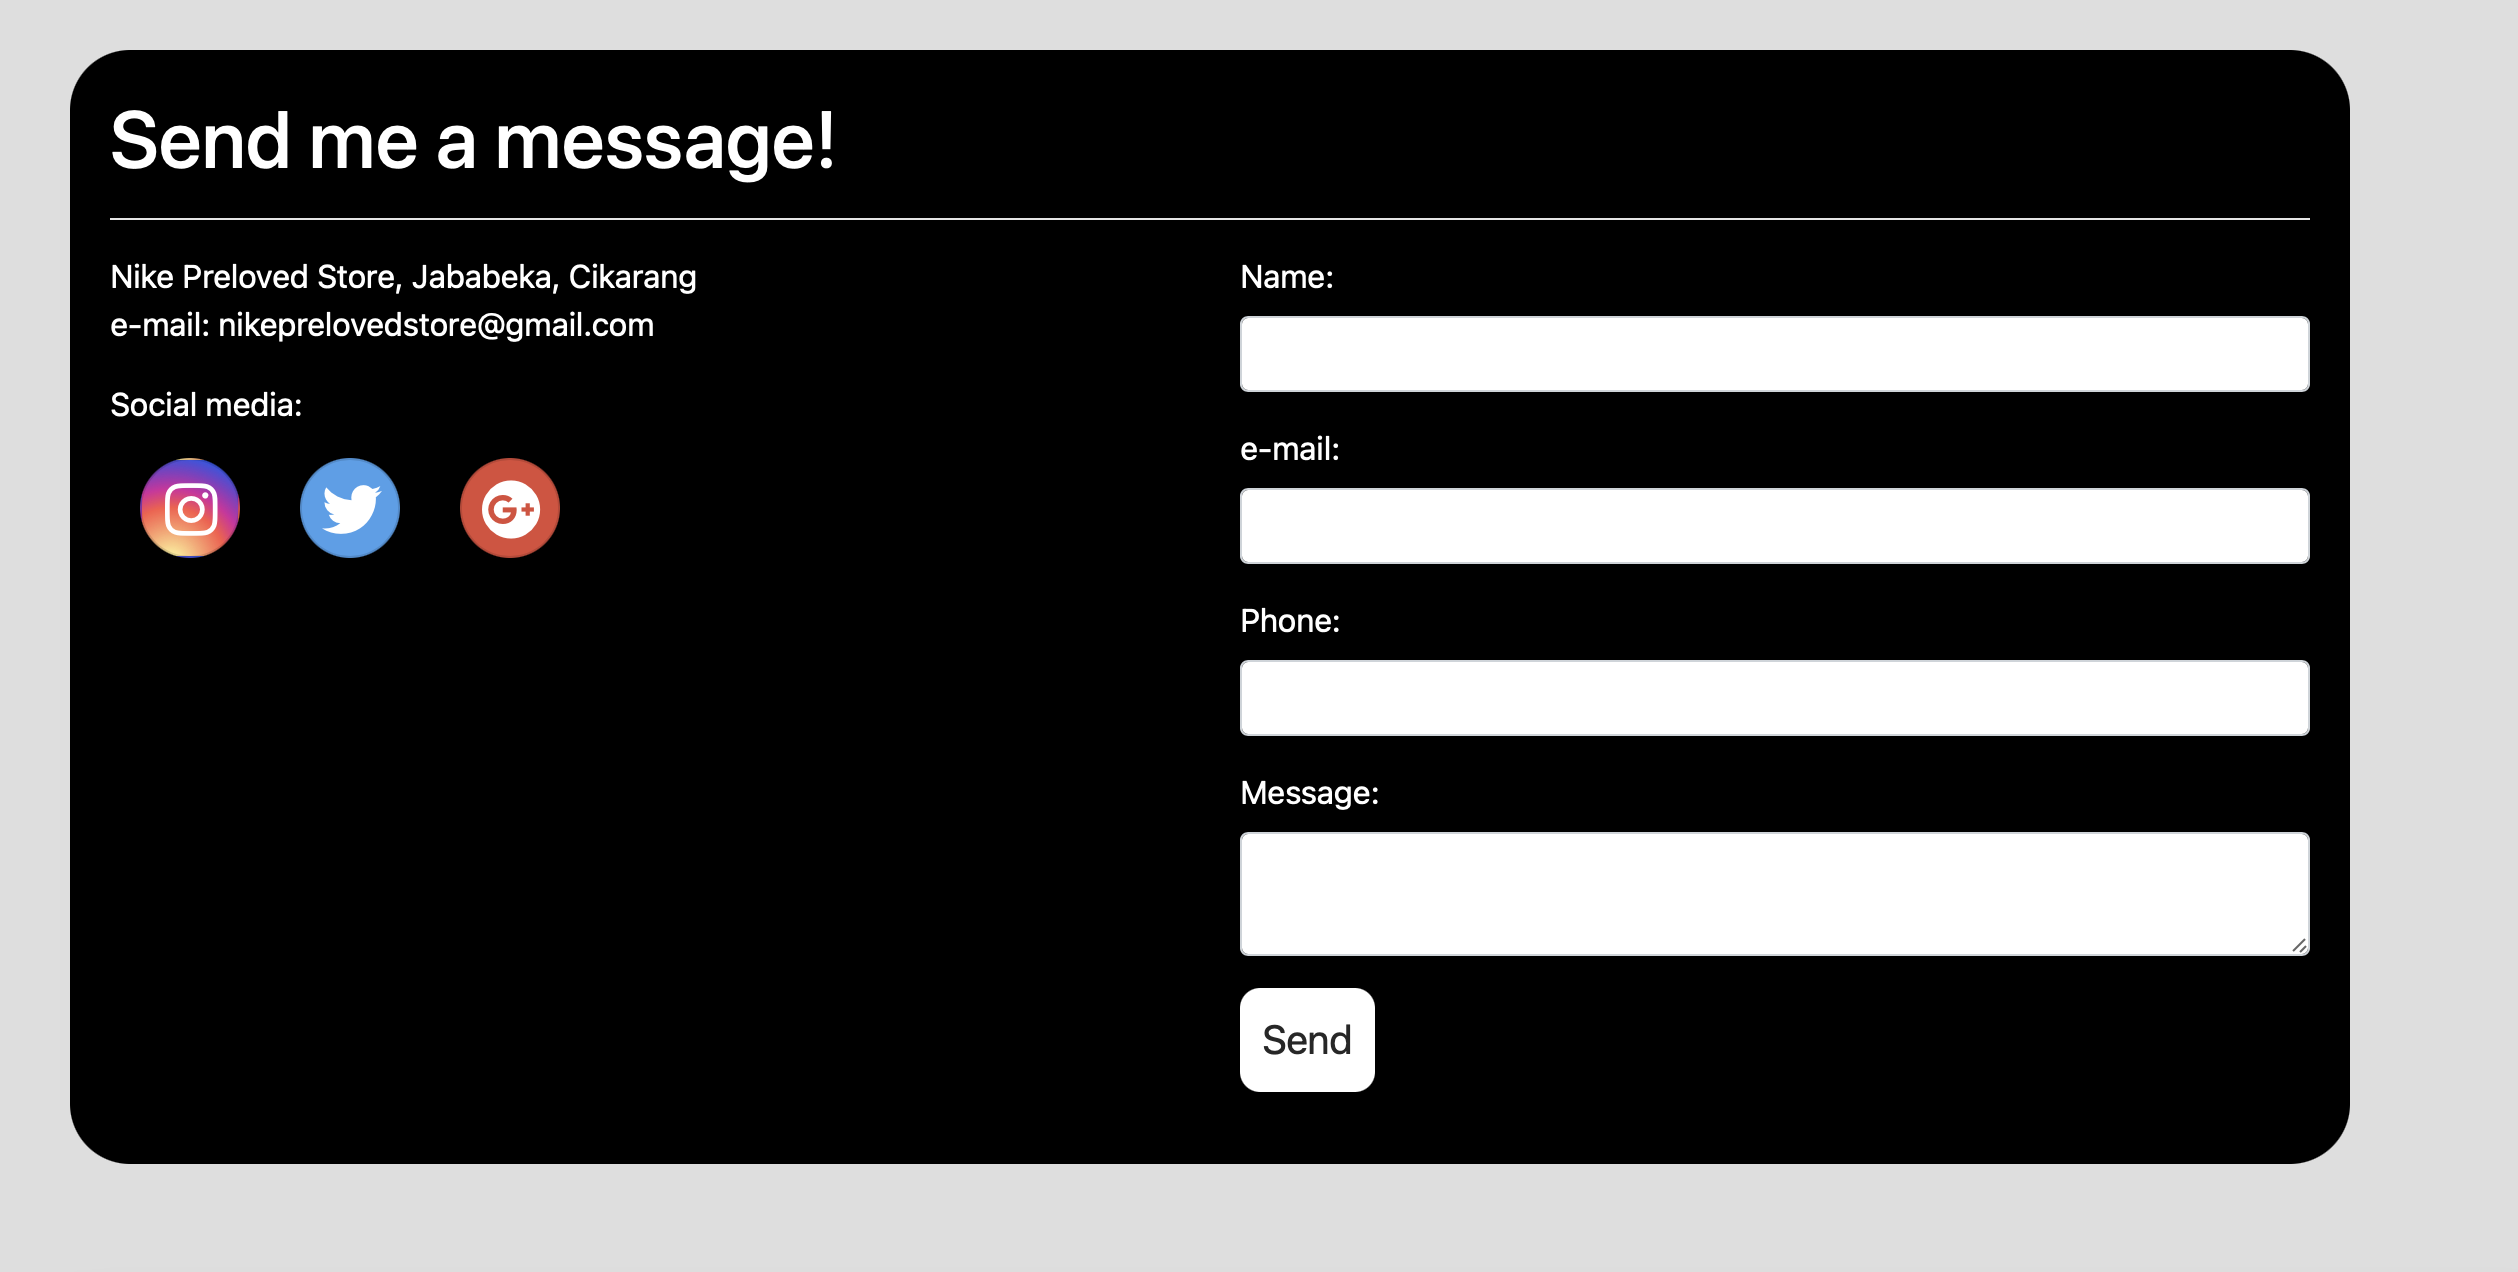 Send me a message!
Nike Preloved Store, Jababeka, Cikarang
e-mail: nikeprelovedstore@gmail.com
Social media:
G+
Name:
e-mail:
Phone:
Message:
Send